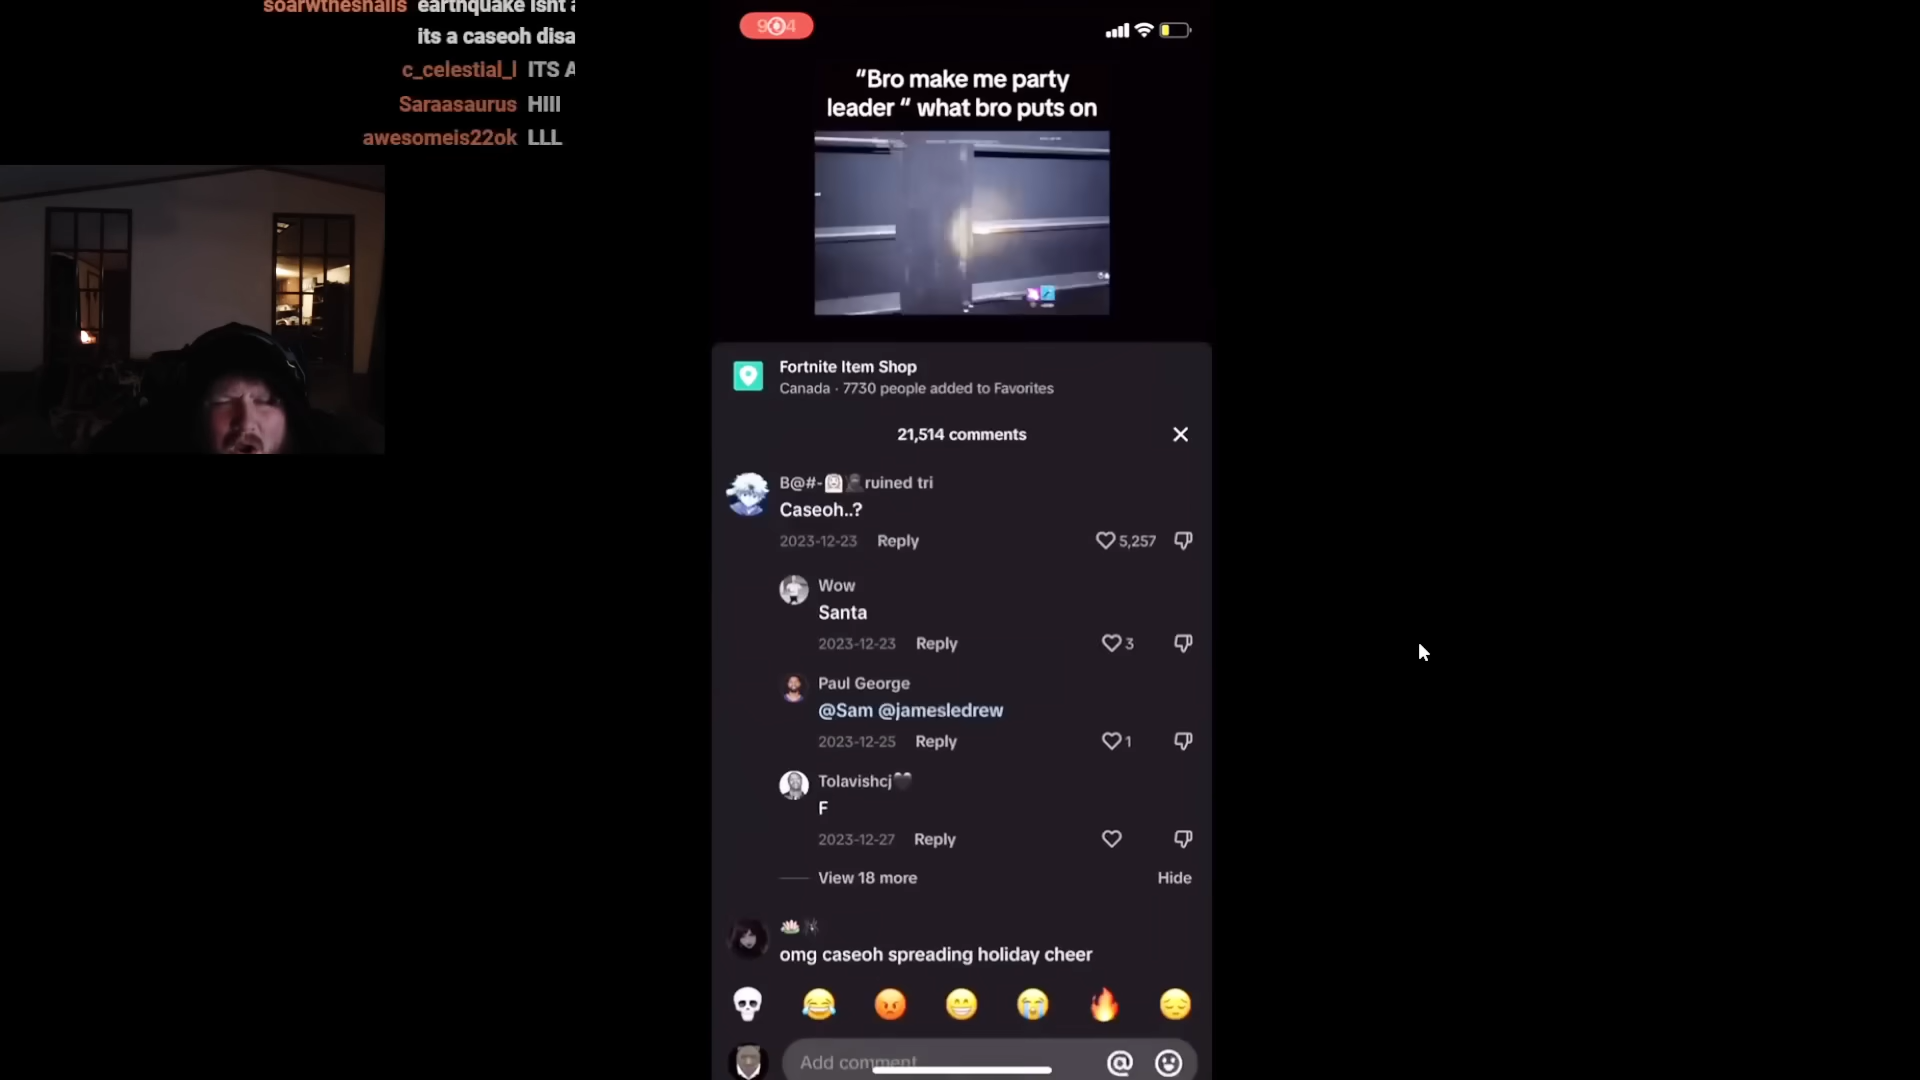 soarwthesnails earthquake isnt a
its a caseoh disa
c_celestial_l ITS A
Saraasaurus HIII
awesomeis22ok LLL
“Bro make me party
leader “ what bro puts on
Fortnite Item Shop
Canada · 7730 people added to Favorites
21,514 comments
B@#-ruined tri
Caseoh..?
2023-12-23 Reply 5,257
Wow
Santa
2023-12-23 Reply 3
Paul George
@Sam @jamesledrew
2023-12-25 Reply 1
Tolavishcj🖤
F
2023-12-27 Reply
View 18 more Hide
omg caseoh spreading holiday cheer
Add comment